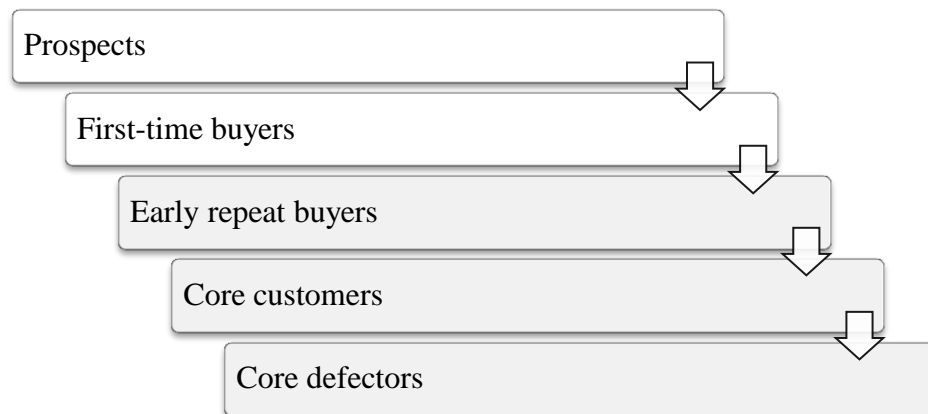 Prospects
First-time buyers
Early repeat buyers
Core customers
Core defectors